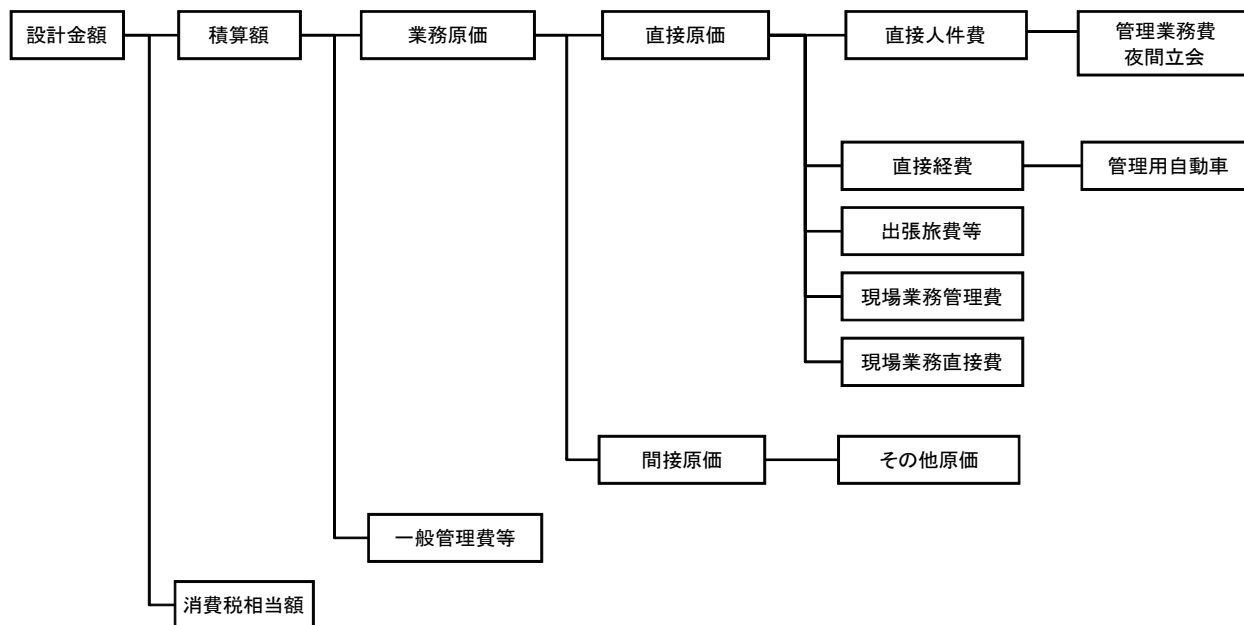 設計金額
積算額
業務原価
直接原価
直接人件費
管理業務費
夜間立会
直接経費
管理用自動車
出張旅費等
現場業務管理費
現場業務直接費
間接原価
その他原価
一般管理費等
消費税相当額